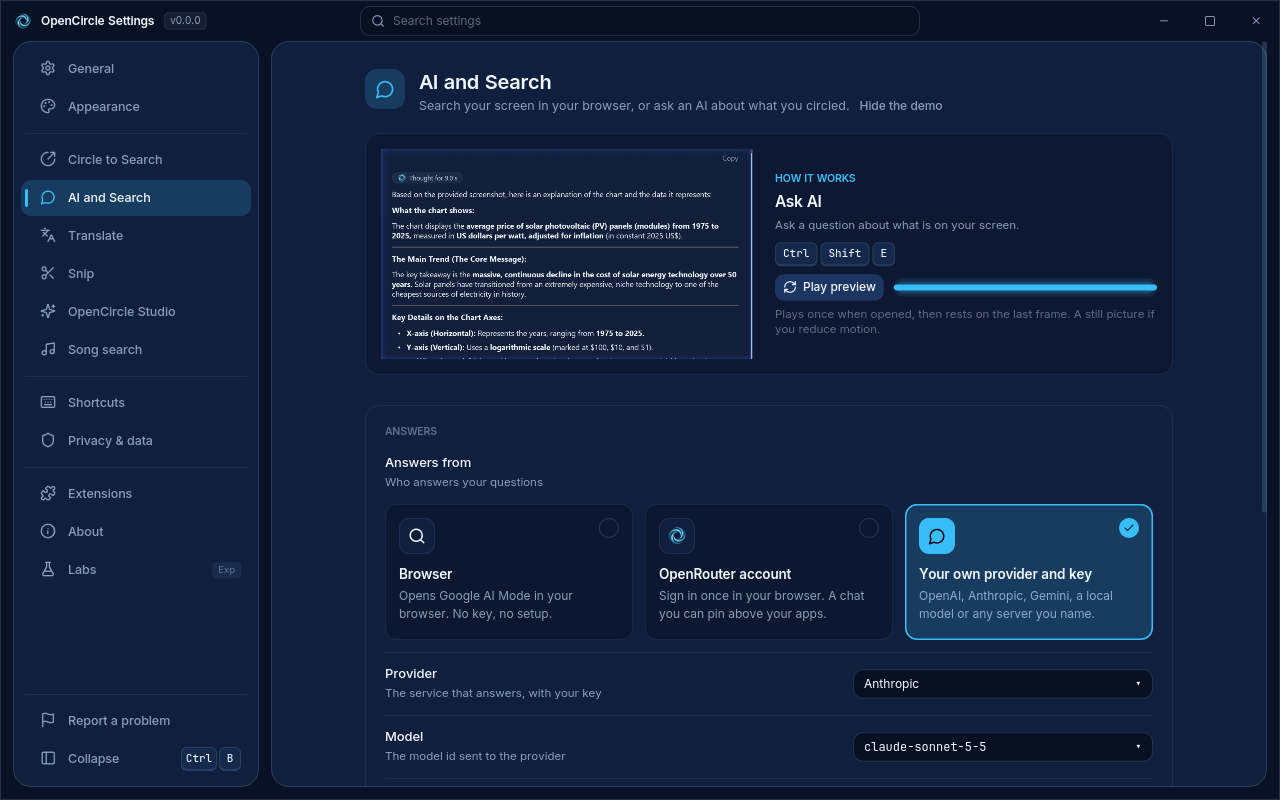 OpenCircle Settings
v0.0.0
Search settings
General
Appearance
Circle to Search
AI and Search
Translate
Snip
OpenCircle Studio
Song search
Shortcuts
Privacy & data
Extensions
About
Labs
Exp
Report a problem
Collapse
Ctrl B
AI and Search
Search your screen in your browser, or ask an AI about what you circled. Hide the demo
Copy
Thought for 9.0 s
Based on the provided screenshot, here is an explanation of the chart and the data it represents:
What the chart shows:
The chart displays the average price of solar photovoltaic (PV) panels (modules) from 1975 to
2025, measured in US dollars per watt, adjusted for inflation (in constant 2025 US$).
The Main Trend (The Core Message):
The key takeaway is the massive, continuous decline in the cost of solar energy technology over 50
years. Solar panels have transitioned from an extremely expensive, niche technology to one of the
cheapest sources of electricity in history.
Key Details on the Chart Axes:
• X-axis (Horizontal): Represents the years, ranging from 1975 to 2025.
• Y-axis (Vertical): Uses a logarithmic scale (marked at $100, $10, and $1).
HOW IT WORKS
Ask AI
Ask a question about what is on your screen.
Ctrl Shift E
Play preview
Plays once when opened, then rests on the last frame. A still picture if
you reduce motion.
ANSWERS
Answers from
Who answers your questions
Browser
Opens Google AI Mode in your
browser. No key, no setup.
OpenRouter account
Sign in once in your browser. A chat
you can pin above your apps.
Your own provider and key
OpenAI, Anthropic, Gemini, a local
model or any server you name.
Provider
The service that answers, with your key
Anthropic
Model
The model id sent to the provider
claude-sonnet-5-5